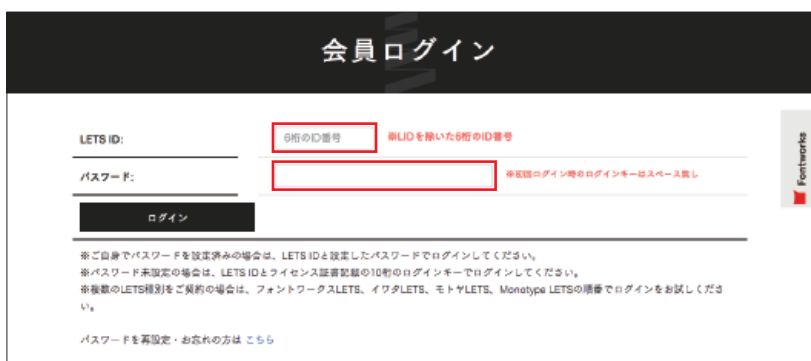 会員ログイン
LETS ID:
6桁のID番号
※LIDを除いた6桁のID番号
パスワード:
※初回ログイン時のログインキーはスペース無し
ログイン
※ご自身でパスワードを設定済みの場合は、LETS IDと設定したパスワードでログインしてください。
※パスワード未設定の場合は、LETS IDとライセンス証書記載の10桁のログインキーでログインしてください。
※複数のLETS種別をご契約の場合は、フォントワークスLETS、イワタLETS、モトヤLETS、Monotype LETSの順番でログインをお試しくださ
い。
パスワードを再設定・お忘れの方は こちら
Fontworks